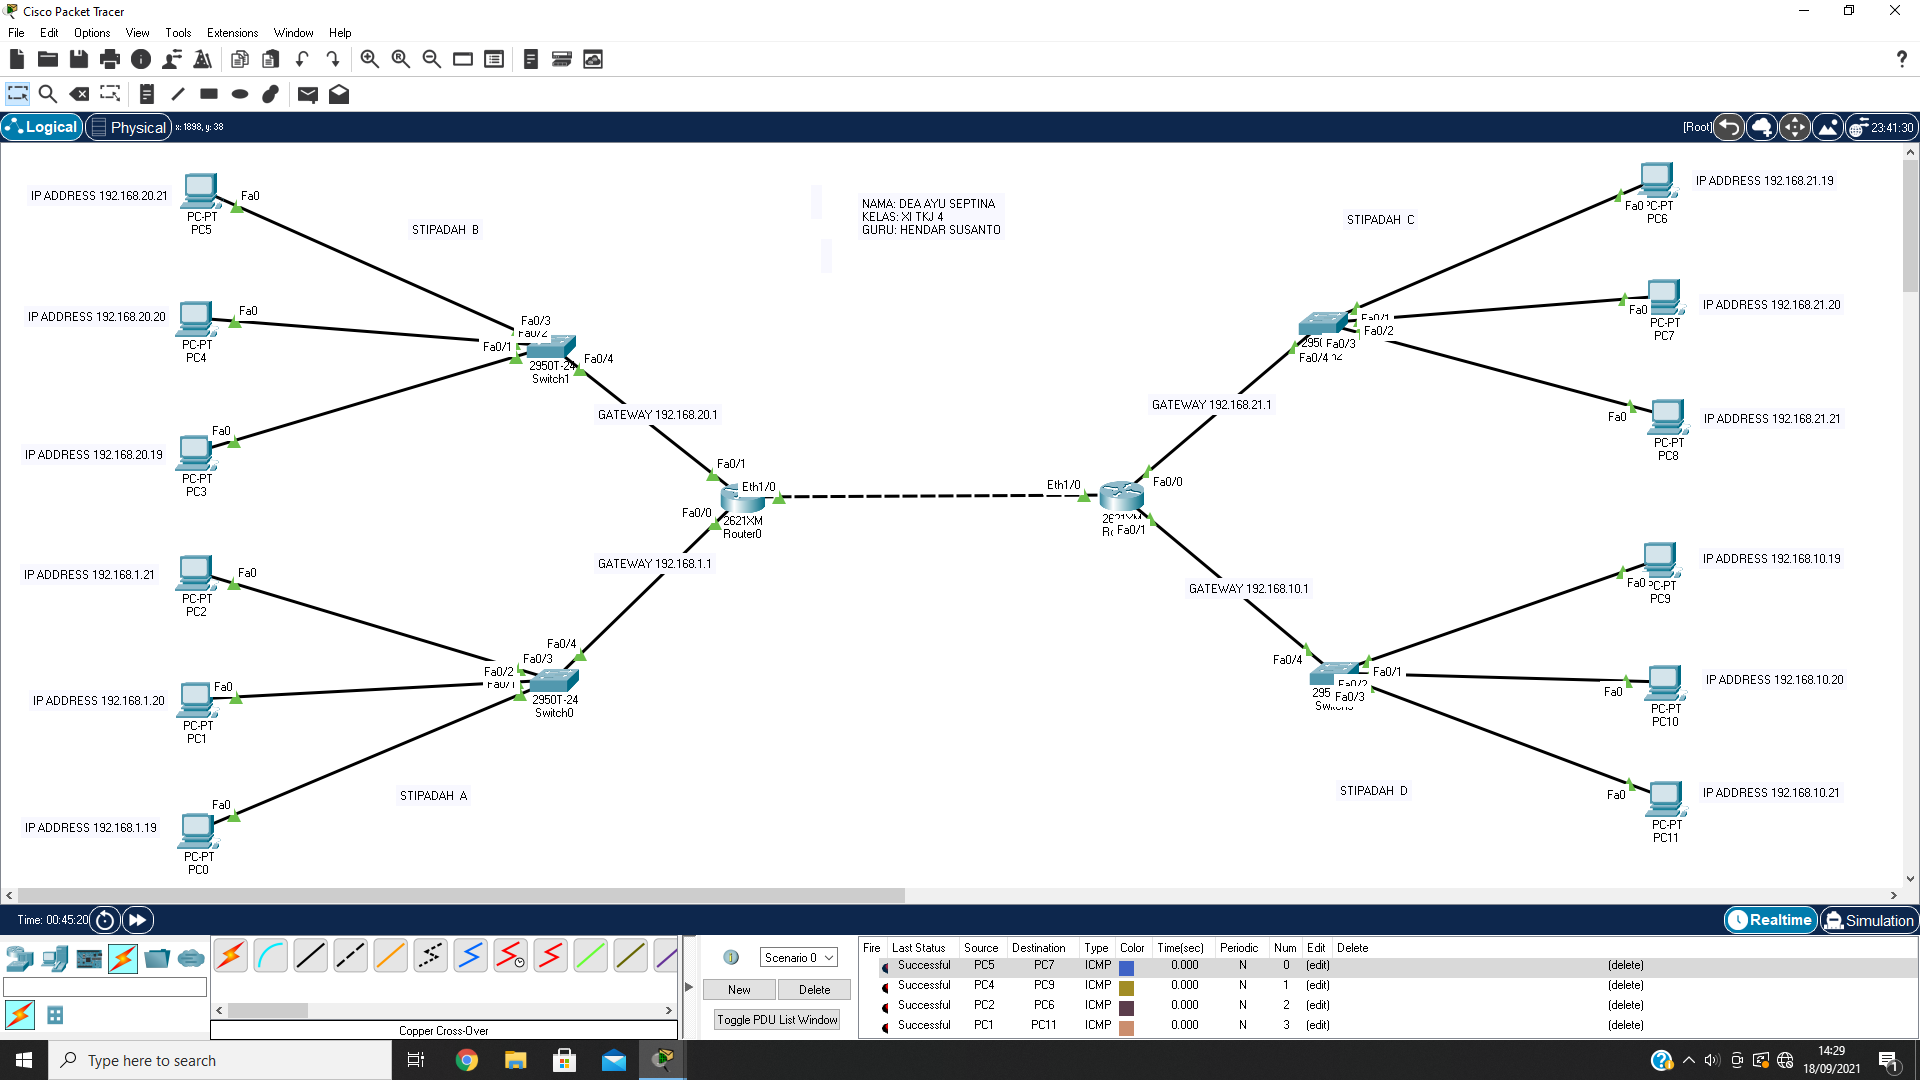 Cisco Packet Tracer
File Edit Options View Tools Extensions Window Help
Logical Physical x: 1898, y: 38
[Root] 23:41:30
IP ADDRESS 192.168.20.21
Fa0
PC-PT
PC5
STIPADAH B
IP ADDRESS 192.168.20.20
Fa0
PC-PT
PC4
IP ADDRESS 192.168.20.19
Fa0
PC-PT
PC3
Fa0/3
Fa0/2
Fa0/1
Fa0/4
2950T-24
Switch1
GATEWAY 192.168.20.1
NAMA: DEA AYU SEPTINA
KELAS: XI TKJ 4
GURU: HENDAR SUSANTO
STIPADAH C
IP ADDRESS 192.168.21.19
Fa0
PC-PT
PC6
IP ADDRESS 192.168.21.20
Fa0
PC-PT
PC7
IP ADDRESS 192.168.21.21
Fa0
PC-PT
PC8
Fa0/1
Fa0/2
Fa0/3
Fa0/4
GATEWAY 192.168.21.1
Fa0/1
Eth1/0
Fa0/0
2621XM
Router0
Eth1/0
Fa0/0
Fa0/1
GATEWAY 192.168.1.1
GATEWAY 192.168.10.1
IP ADDRESS 192.168.1.21
Fa0
PC-PT
PC2
IP ADDRESS 192.168.1.20
Fa0
PC-PT
PC1
IP ADDRESS 192.168.1.19
Fa0
PC-PT
PC0
Fa0/4
Fa0/3
Fa0/2
Fa0/1
2950T-24
Switch0
STIPADAH A
IP ADDRESS 192.168.10.19
Fa0
PC-PT
PC9
IP ADDRESS 192.168.10.20
Fa0
PC-PT
PC10
IP ADDRESS 192.168.10.21
Fa0
PC-PT
PC11
Fa0/4
Fa0/1
Fa0/2
Fa0/3
STIPADAH D
Time: 00:45:20
Realtime Simulation
Copper Cross-Over
Scenario 0
New Delete
Toggle PDU List Window
Fire Last Status Source Destination Type Color Time(sec) Periodic Num Edit Delete
Successful PC5 PC7 ICMP 0.000 N 0 (edit) (delete)
Successful PC4 PC9 ICMP 0.000 N 1 (edit) (delete)
Successful PC2 PC6 ICMP 0.000 N 2 (edit) (delete)
Successful PC1 PC11 ICMP 0.000 N 3 (edit) (delete)
Type here to search
14:29
18/09/2021
1